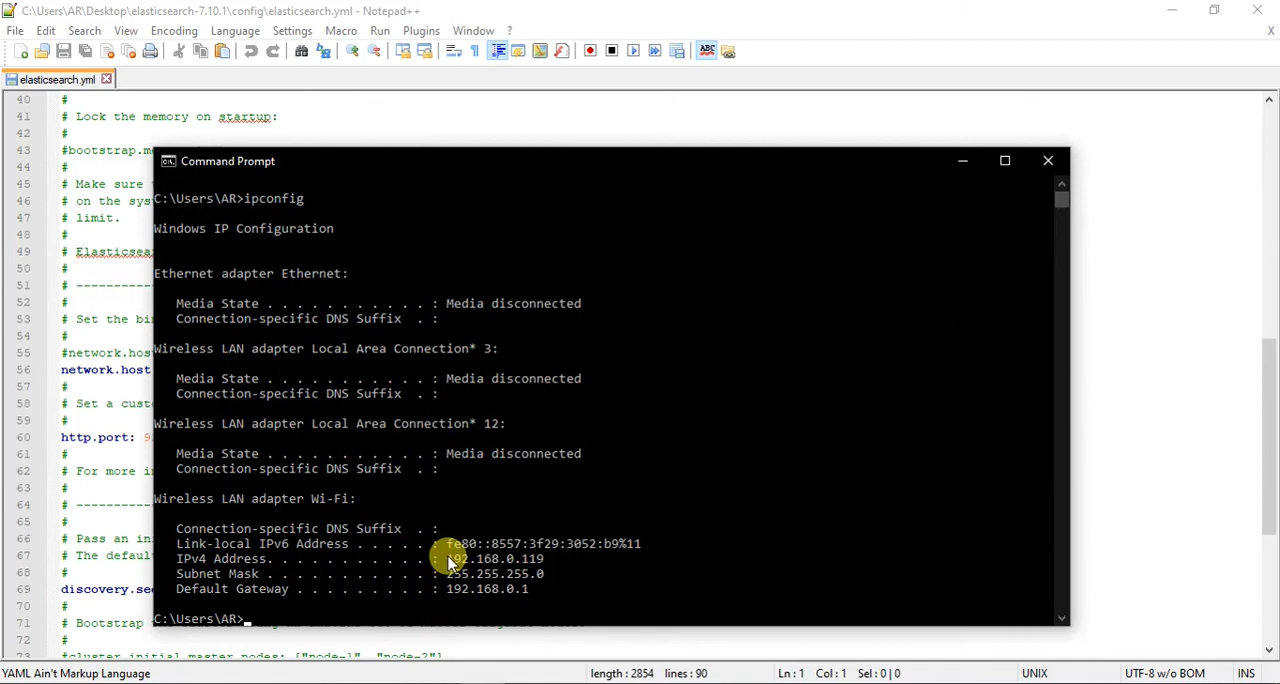 C:\Users\AR\Desktop\elasticsearch-7.10.1\config\elasticsearch.yml - Notepad++
File Edit Search View Encoding Language Settings Macro Run Plugins Window ? X
ABC
elasticsearch.yml
40 #
41 # Lock the memory on startup:
42 #
43 #bootstrap.m
44 #
45 # Make sure
46 # on the sys
47 # limit.
48 #
49 # Elasticsea
50 #
51 # -----------
52 #
53 # Set the bi
54 #
55 #network.hos
56 network.host
57 #
58 # Set a cust
59 #
60 http.port: 9
61 #
62 # For more i
63 #
64 # -----------
65 #
66 # Pass an in
67 # The defaul
68 #
69 discovery.see
70 #
71 # Bootstrap
72 #
73 #cluster.initial_master_nodes: ["node-1", "node-2"]
Command Prompt
C:\Users\AR>ipconfig
Windows IP Configuration
Ethernet adapter Ethernet:
Media State . . . . . . . . . . . : Media disconnected
Connection-specific DNS Suffix . :
Wireless LAN adapter Local Area Connection* 3:
Media State . . . . . . . . . . . : Media disconnected
Connection-specific DNS Suffix . :
Wireless LAN adapter Local Area Connection* 12:
Media State . . . . . . . . . . . : Media disconnected
Connection-specific DNS Suffix . :
Wireless LAN adapter Wi-Fi:
Connection-specific DNS Suffix . :
Link-local IPv6 Address . . . . . : fe80::8557:3f29:3052:b9%11
IPv4 Address. . . . . . . . . . . : 192.168.0.119
Subnet Mask . . . . . . . . . . . : 255.255.255.0
Default Gateway . . . . . . . . . : 192.168.0.1
C:\Users\AR>
YAML Ain't Markup Language length : 2854 lines : 90 Ln : 1 Col : 1 Sel : 0 | 0 UNIX UTF-8 w/o BOM INS